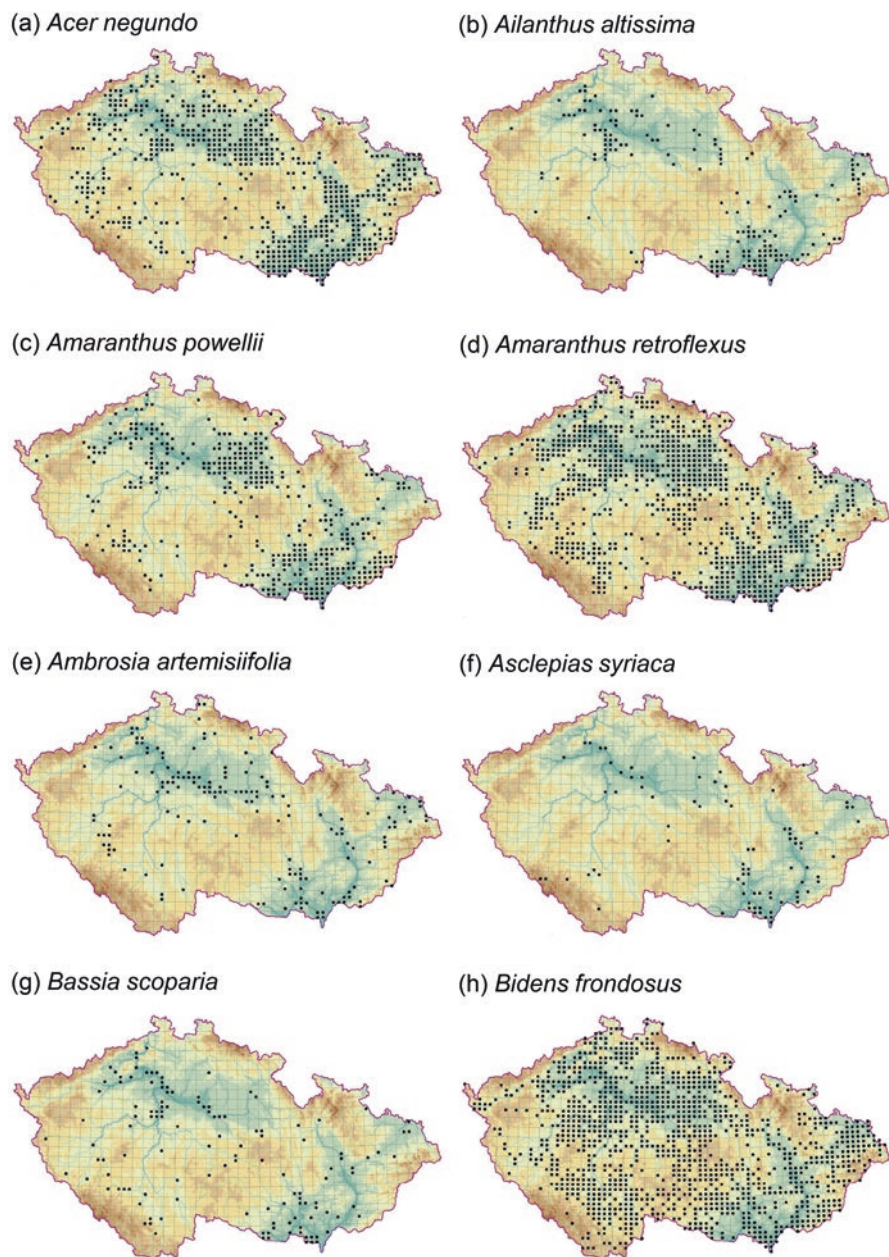 (a) Acer negundo
(b) Ailanthus altissima
(c) Amaranthus powellii
(d) Amaranthus retroflexus
(e) Ambrosia artemisiifolia
(f) Asclepias syriaca
(g) Bassia scoparia
(h) Bidens frondosus